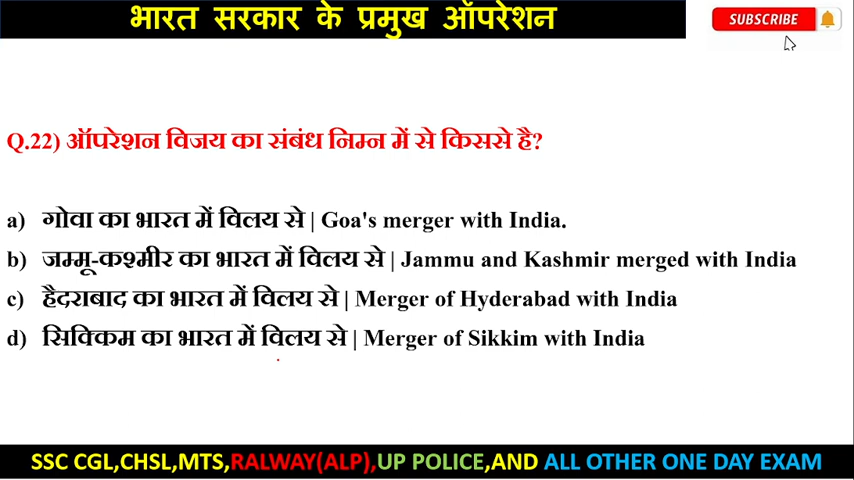 भारत सरकार के प्रमुख ऑपरेशन
SUBSCRIBE
Q.22) ऑपरेशन विजय का संबंध निम्न में से किससे है?
a) गोवा का भारत में विलय से | Goa's merger with India.
b) जम्मू-कश्मीर का भारत में विलय से | Jammu and Kashmir merged with India
c) हैदराबाद का भारत में विलय से | Merger of Hyderabad with India
d) सिक्किम का भारत में विलय से | Merger of Sikkim with India
SSC CGL,CHSL,MTS,RALWAY(ALP),UP POLICE,AND ALL OTHER ONE DAY EXAM